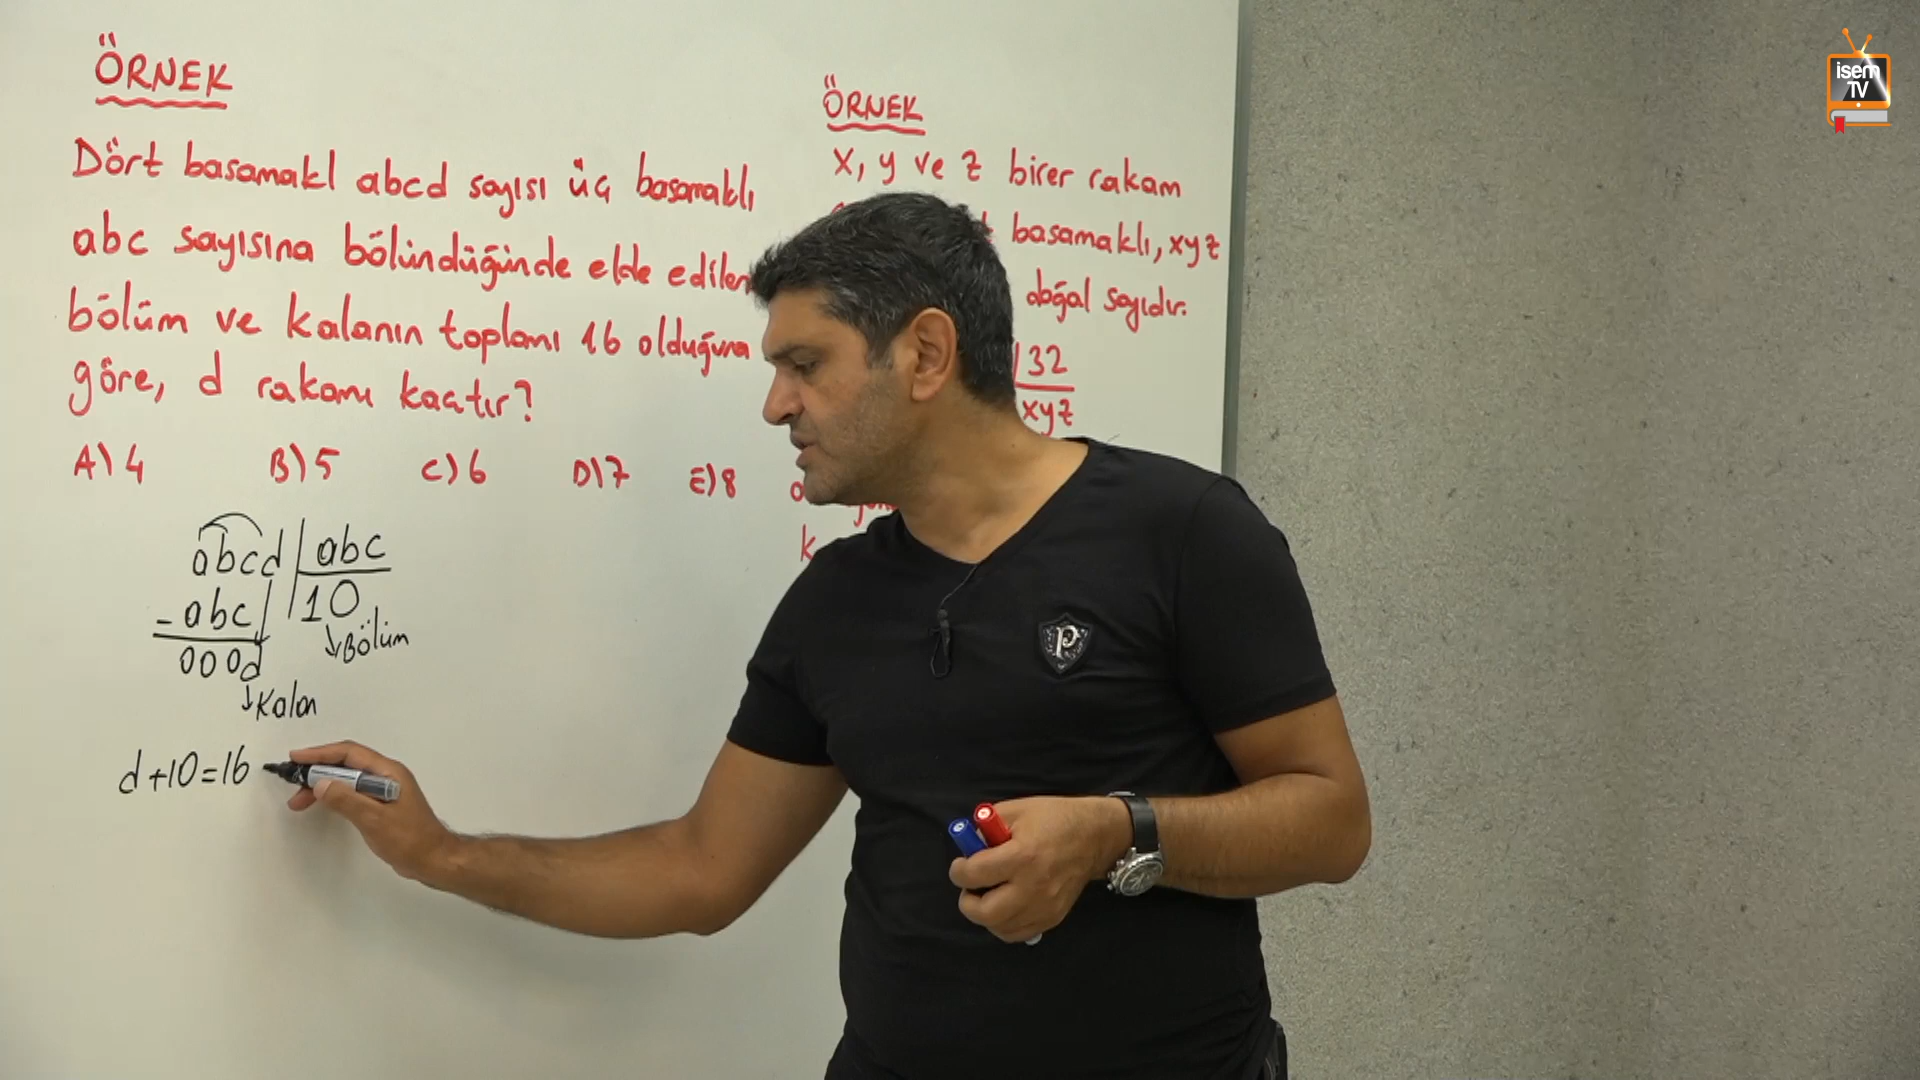 ÖRNEK
Dört basamaklı abcd sayısı üç basamaklı
abc sayısına bölündüğünde elde edilen
bölüm ve kalanın toplamı 16 olduğuna
göre, d rakamı kaçtır?
A) 4 B) 5 C) 6 D) 7 E) 8
abcd | abc
- abc 10
000d Bölüm
Kalan
d+10=16
ÖRNEK
x, y ve z birer rakam
basamaklı, xyz
doğal sayıdır.
32
xyz
isem
TV
P